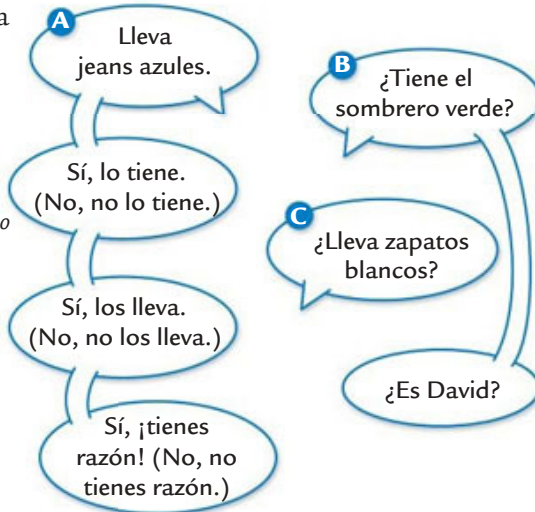 a
A
Lleva
jeans azules.
B
¿Tiene el
sombrero verde?
Sí, lo tiene.
(No, no lo tiene.)
o
C
¿Lleva zapatos
blancos?
Sí, los lleva.
(No, no los lleva.)
¿Es David?
Sí, ¡tienes
razón! (No, no
tienes razón.)